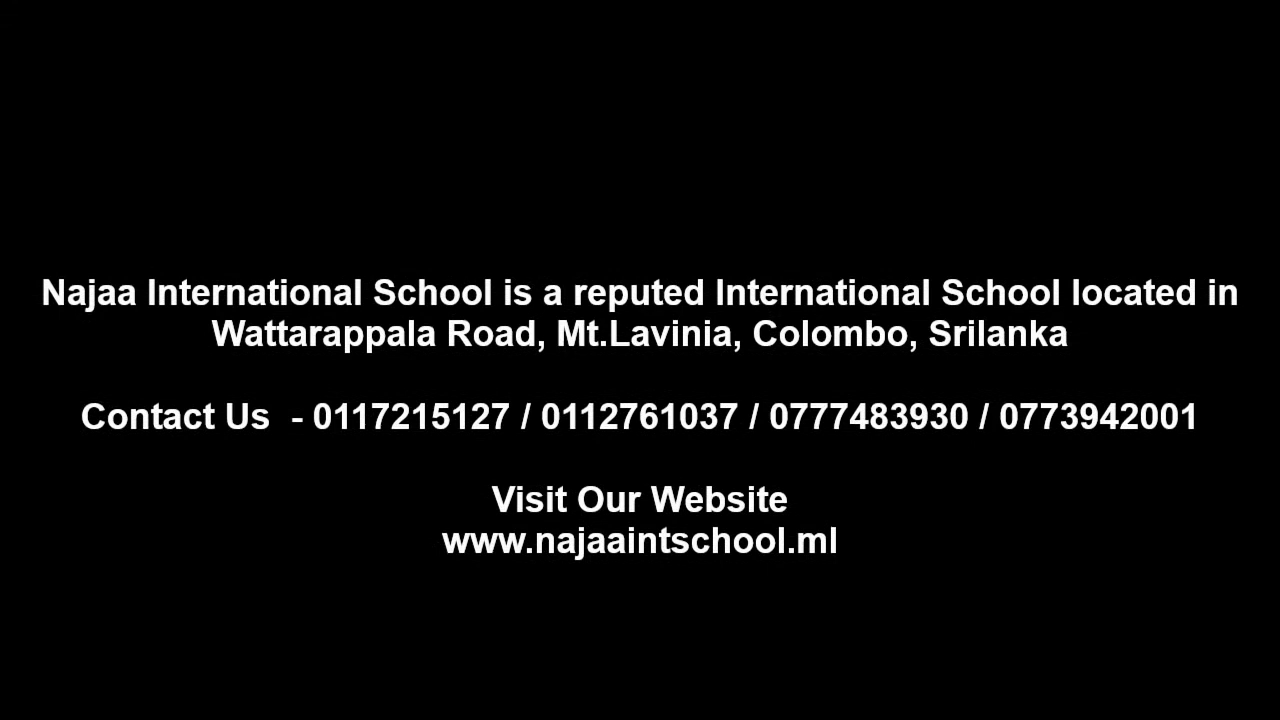 Najaa International School is a reputed International School located in
Wattarappala Road, Mt.Lavinia, Colombo, Srilanka
Contact Us  - 0117215127 / 0112761037 / 0777483930 / 0773942001
Visit Our Website
www.najaaintschool.ml